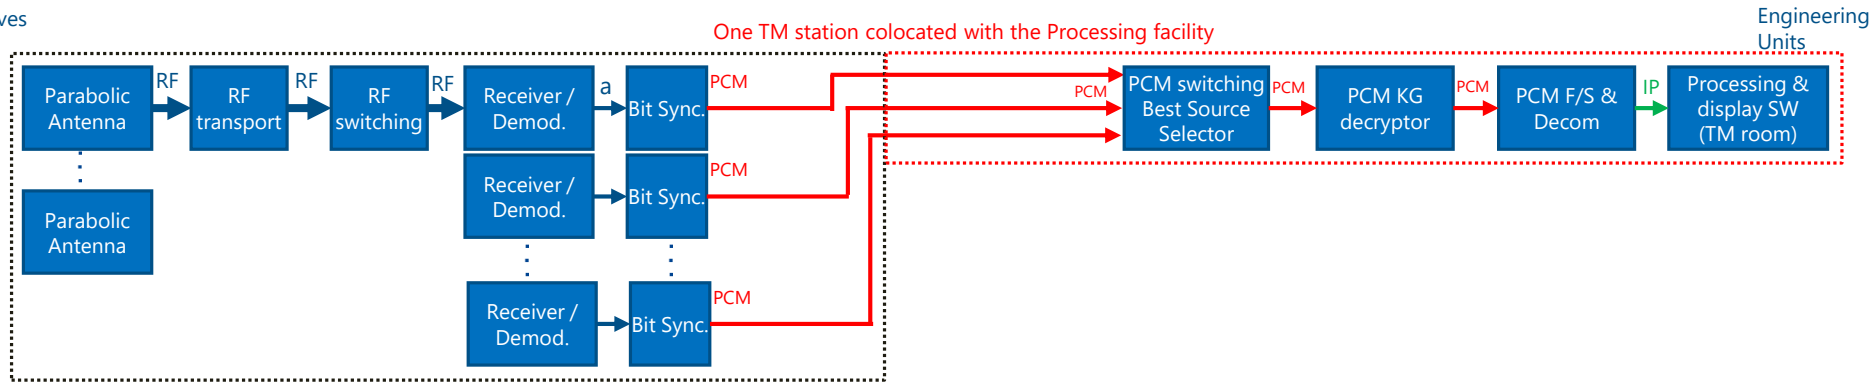 ves
One TM station colocated with the Processing facility
Engineering
Units
Parabolic
Antenna
RF
RF
transport
RF
RF
switching
RF
Receiver /
Demod.
a
Bit Sync.
PCM
PCM
PCM switching
Best Source
Selector
PCM
PCM KG
decryptor
PCM
PCM F/S &
Decom
IP
Processing &
display SW
(TM room)
Receiver /
Demod.
Bit Sync.
PCM
Parabolic
Antenna
Receiver /
Demod.
Bit Sync.
PCM